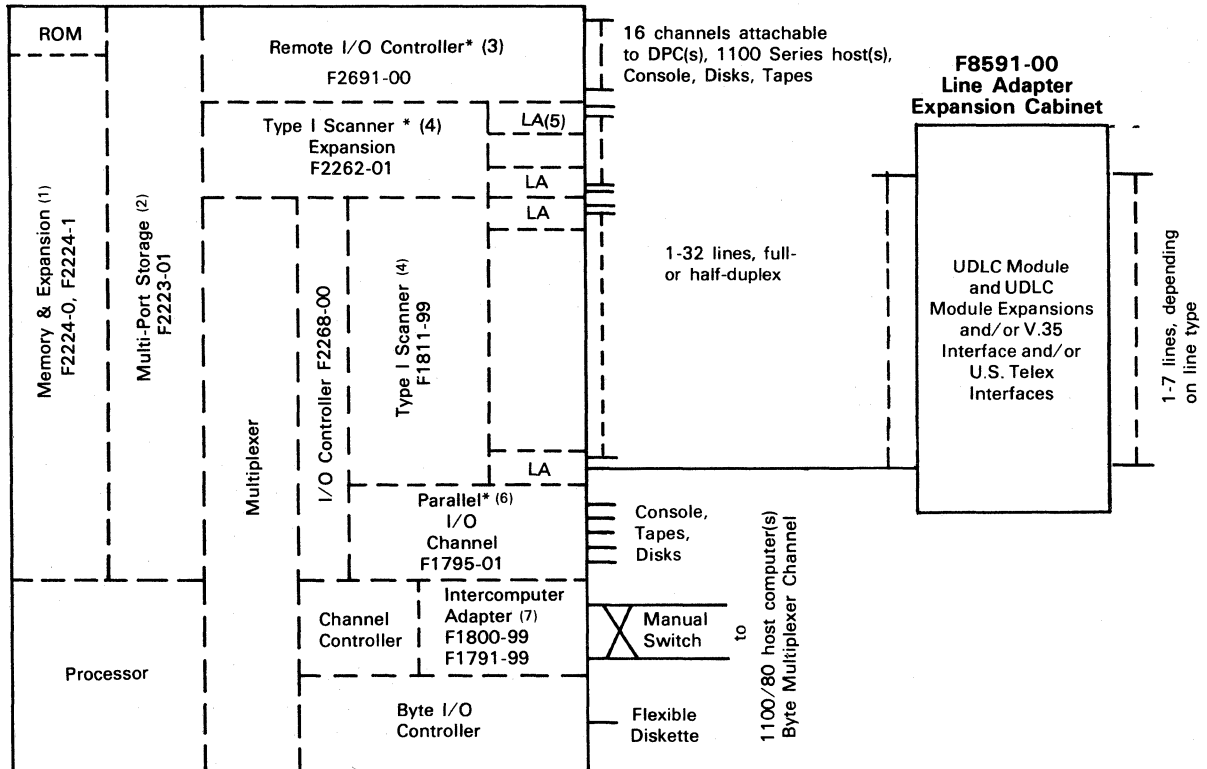 ROM
Memory & Expansion (1)
F2224-0, F2224-1
Multi-Port Storage (2)
F2223-01
Remote I/O Controller* (3)
F2691-00
Type I Scanner * (4)
Expansion
F2262-01
LA(5)
LA
LA
Multiplexer
I/O Controller F2268-00
Type I Scanner (4)
F1811-99
LA
Parallel* (6)
I/O
Channel
F1795-01
Processor
Channel
Controller
Intercomputer
Adapter (7)
F1800-99
F1791-99
Byte I/O
Controller
16 channels attachable
to DPC(s), 1100 Series host(s),
Console, Disks, Tapes
1-32 lines, full-
or half-duplex
Console,
Tapes,
Disks
Manual
Switch
to
1100/80 host computer(s)
Byte Multiplexer Channel
Flexible
Diskette
F8591-00
Line Adapter
Expansion Cabinet
UDLC Module
and UDLC
Module Expansions
and/or V.35
Interface and/or
U.S. Telex
Interfaces
1-7 lines, depending
on line type